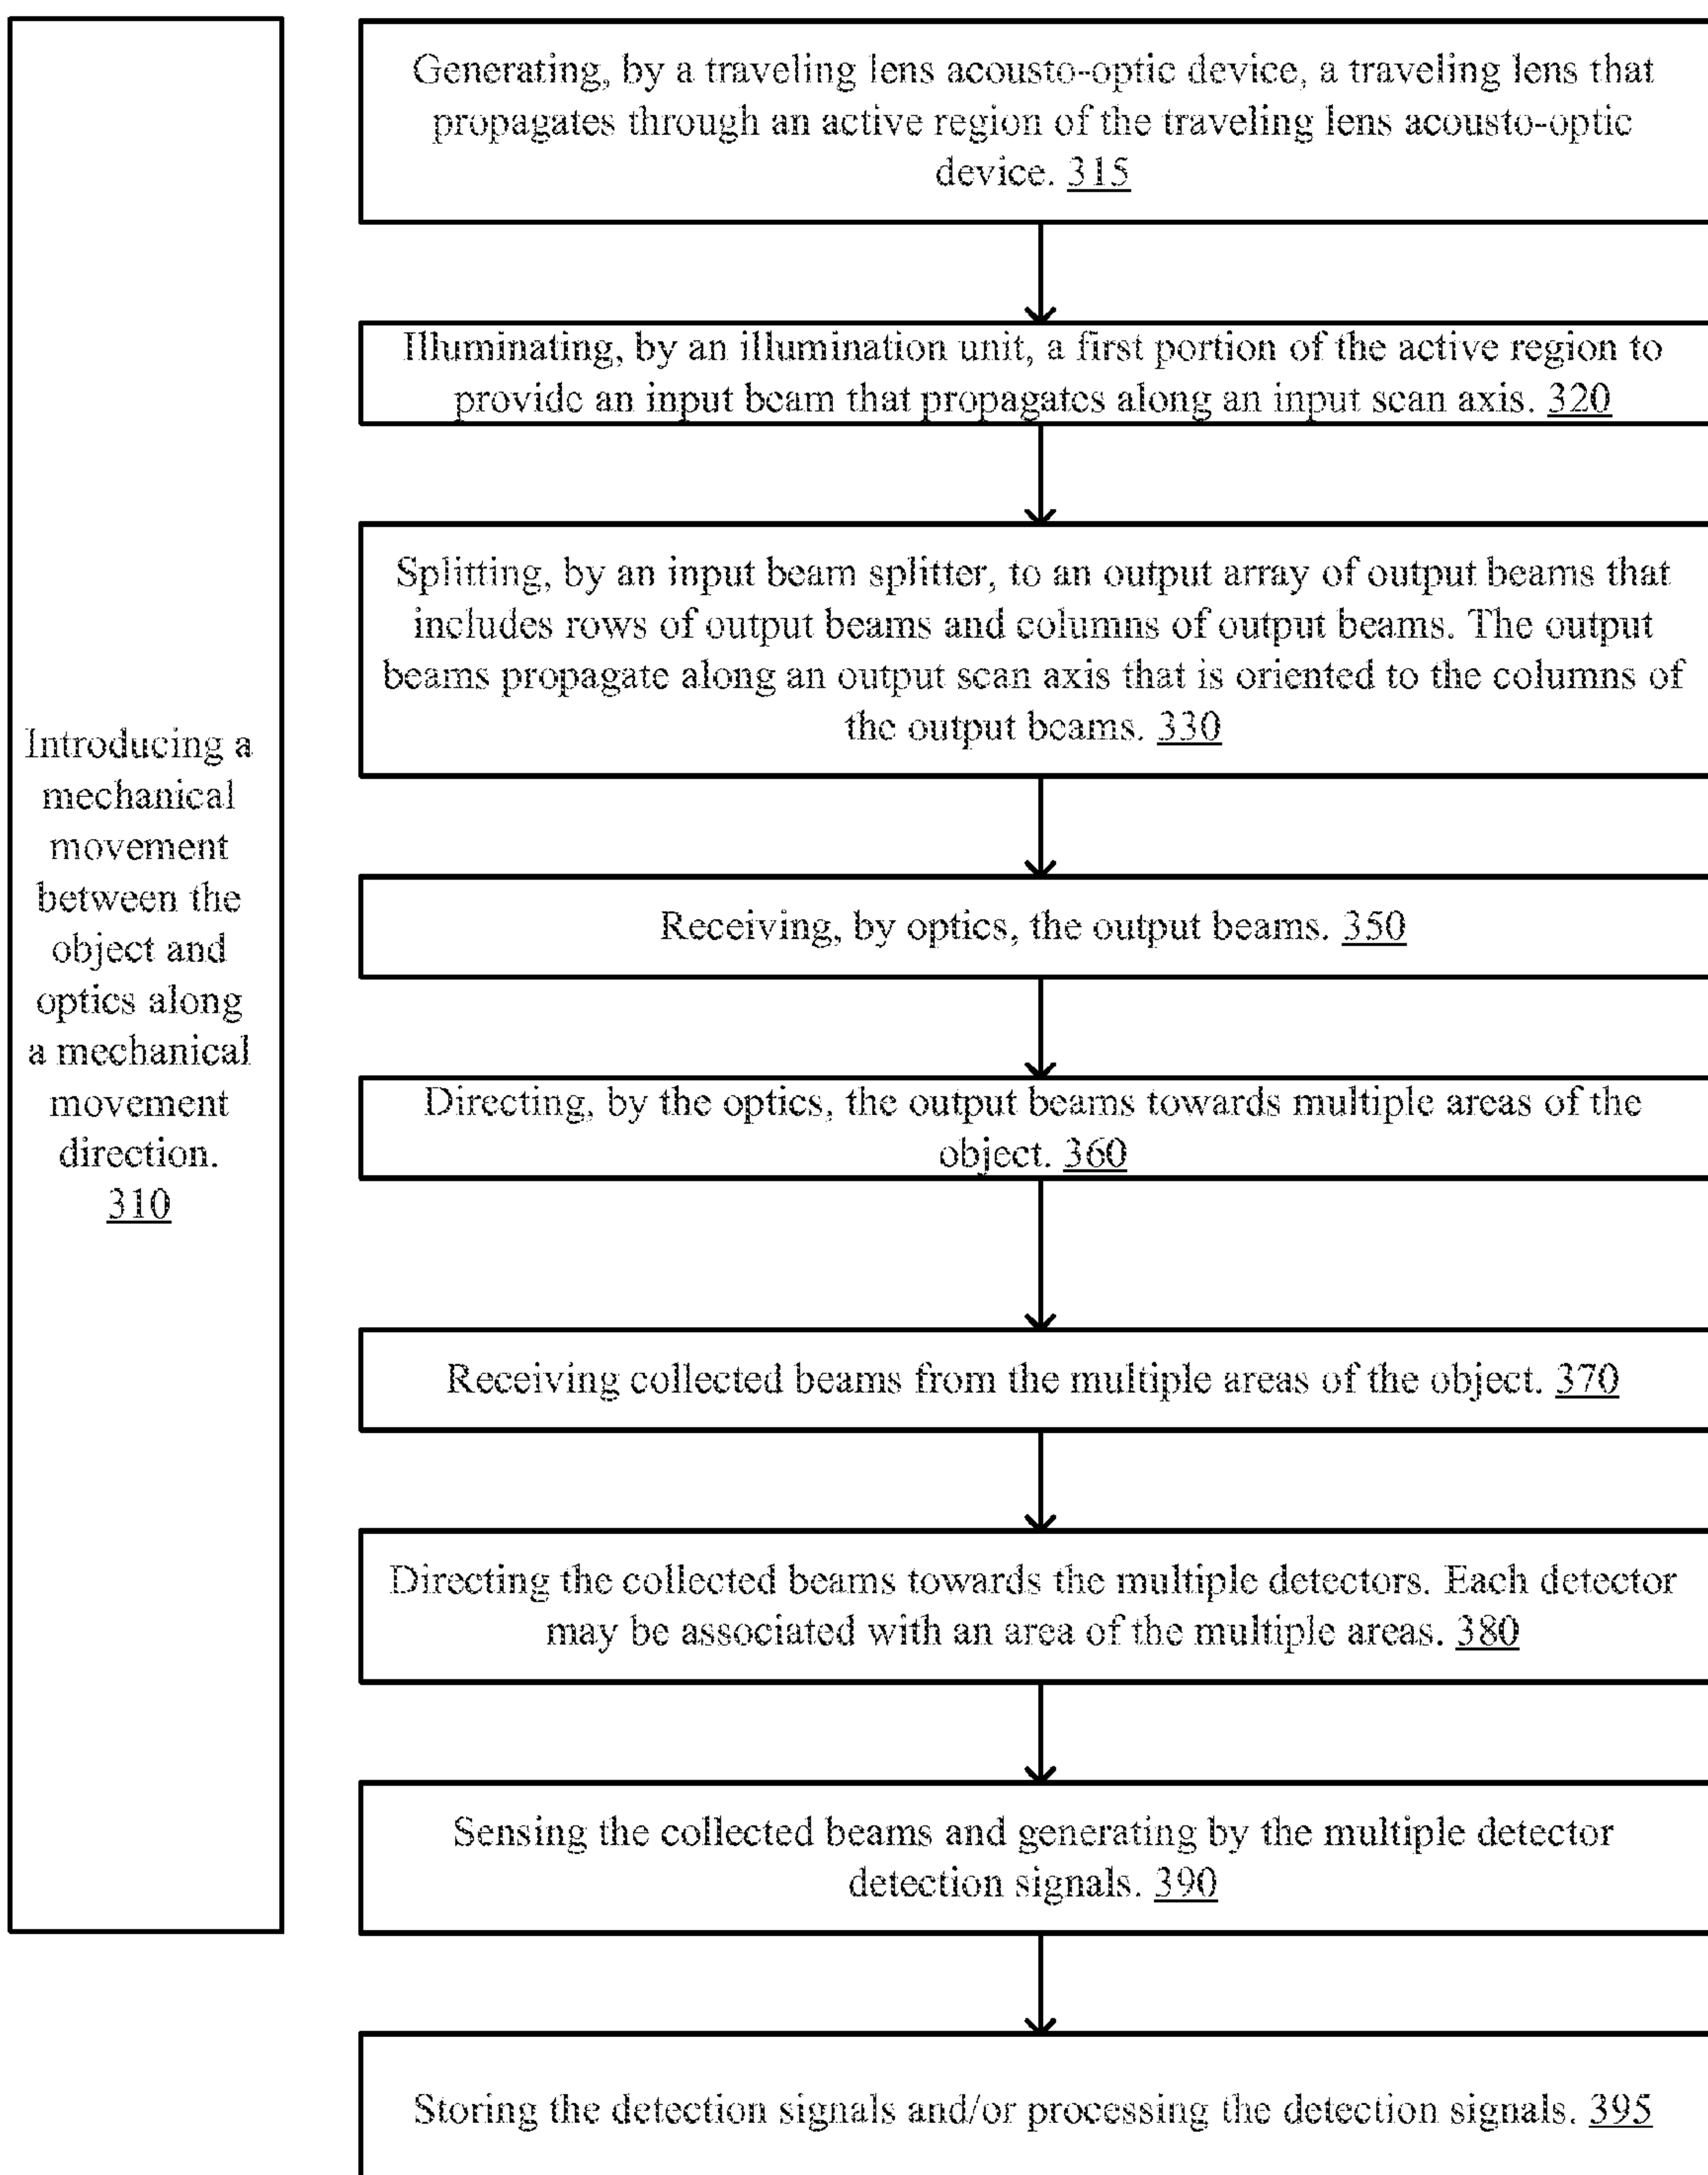 Introducing a
mechanical
movement
between the
object and
optics along
a mechanical
movement
direction.
310
Generating, by a traveling lens acousto-optic device, a traveling lens that
propagates through an active region of the traveling lens acousto-optic
device. 315
Illuminating, by an illumination unit, a first portion of the active region to
provide an input beam that propagates along an input scan axis. 320
Splitting, by an input beam splitter, to an output array of output beams that
includes rows of output beams and columns of output beams. The output
beams propagate along an output scan axis that is oriented to the columns of
the output beams. 330
Receiving, by optics, the output beams. 350
Directing, by the optics, the output beams towards multiple areas of the
object. 360
Receiving collected beams from the multiple areas of the object. 370
Directing the collected beams towards the multiple detectors. Each detector
may be associated with an area of the multiple areas. 380
Sensing the collected beams and generating by the multiple detector
detection signals. 390
Storing the detection signals and/or processing the detection signals. 395